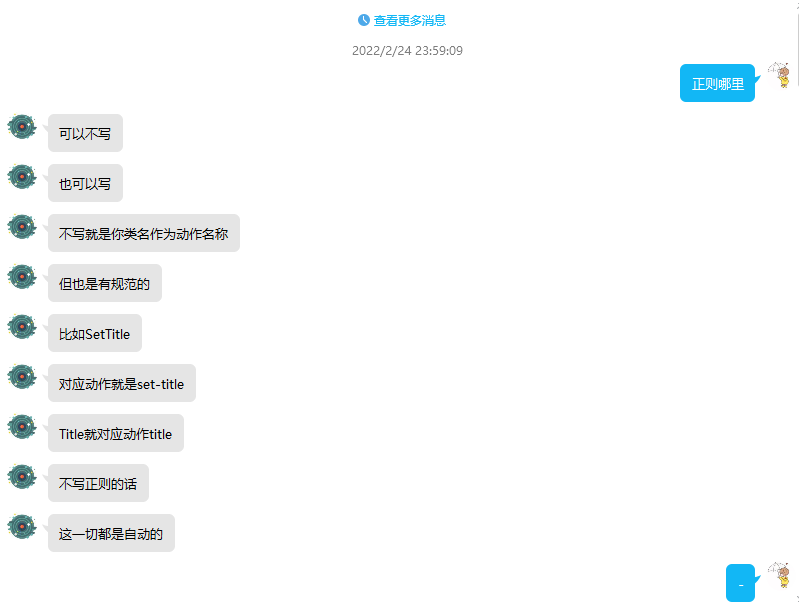 查看更多消息
2022/2/24 23:59:09
正则哪里
可以不写
也可以写
不写就是你类名作为动作名称
但也是有规范的
比如SetTitle
对应动作就是set-title
Title就对应动作title
不写正则的话
这一切都是自动的
-